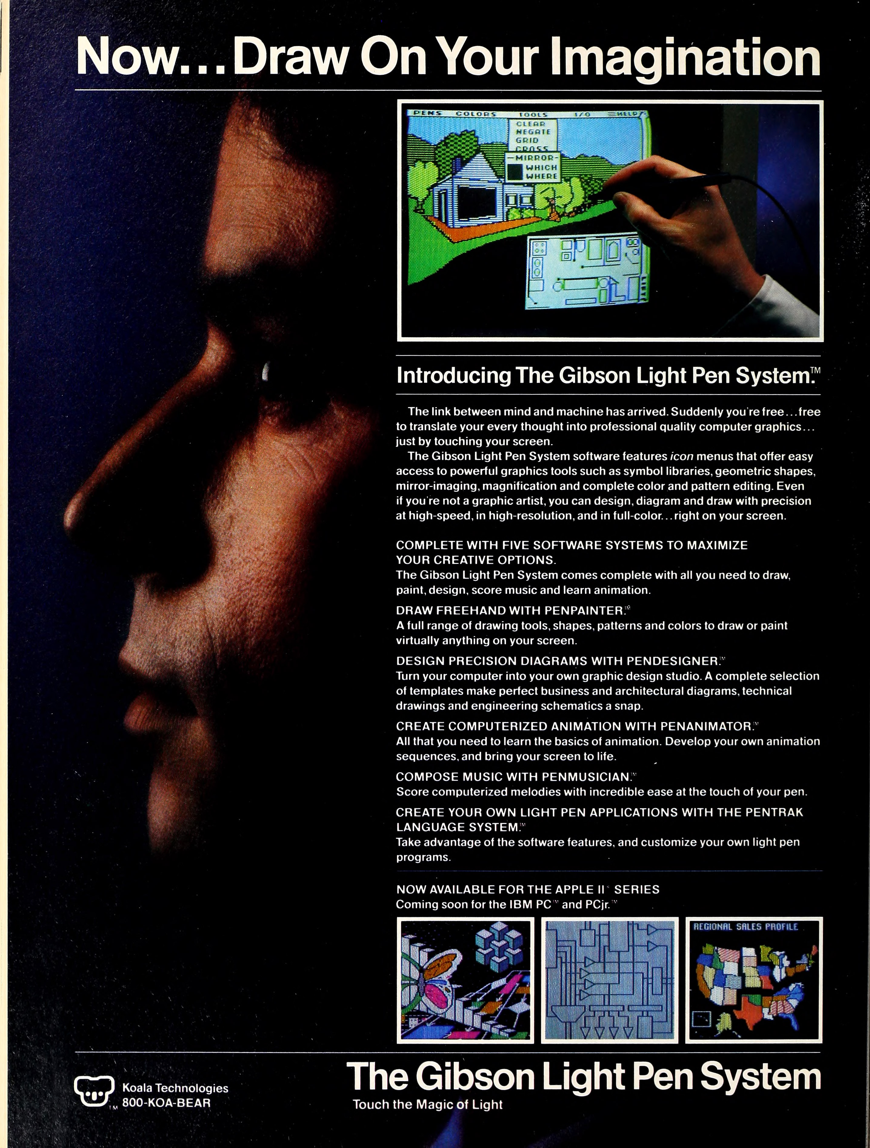 Now...Draw On Your Imagination
PENS COLORS TOOLS I/O HELP!
CLEAR
NEGATE
GRID
CROSS
-MIRROR-
WHICH
WHERE
Introducing The Gibson Light Pen System.™
The link between mind and machine has arrived. Suddenly you're free...free
to translate your every thought into professional quality computer graphics...
just by touching your screen.
The Gibson Light Pen System software features icon menus that offer easy
access to powerful graphics tools such as symbol libraries, geometric shapes,
mirror-imaging, magnification and complete color and pattern editing. Even
if you're not a graphic artist, you can design, diagram and draw with precision
at high-speed, in high-resolution, and in full-color...right on your screen.
COMPLETE WITH FIVE SOFTWARE SYSTEMS TO MAXIMIZE
YOUR CREATIVE OPTIONS.
The Gibson Light Pen System comes complete with all you need to draw,
paint, design, score music and learn animation.
DRAW FREEHAND WITH PENPAINTER.™
A full range of drawing tools, shapes, patterns and colors to draw or paint
virtually anything on your screen.
DESIGN PRECISION DIAGRAMS WITH PENDESIGNER.™
Turn your computer into your own graphic design studio. A complete selection
of templates make perfect business and architectural diagrams, technical
drawings and engineering schematics a snap.
CREATE COMPUTERIZED ANIMATION WITH PENANIMATOR.™
All that you need to learn the basics of animation. Develop your own animation
sequences, and bring your screen to life.
COMPOSE MUSIC WITH PENMUSICIAN.™
Score computerized melodies with incredible ease at the touch of your pen.
CREATE YOUR OWN LIGHT PEN APPLICATIONS WITH THE PENTRAK
LANGUAGE SYSTEM.™
Take advantage of the software features, and customize your own light pen
programs.
NOW AVAILABLE FOR THE APPLE II™ SERIES
Coming soon for the IBM PC™ and PCjr.™
REGIONAL SALES PROFILE
The Gibson Light Pen System
Touch the Magic of Light
Koala Technologies
™ 800-KOA-BEAR